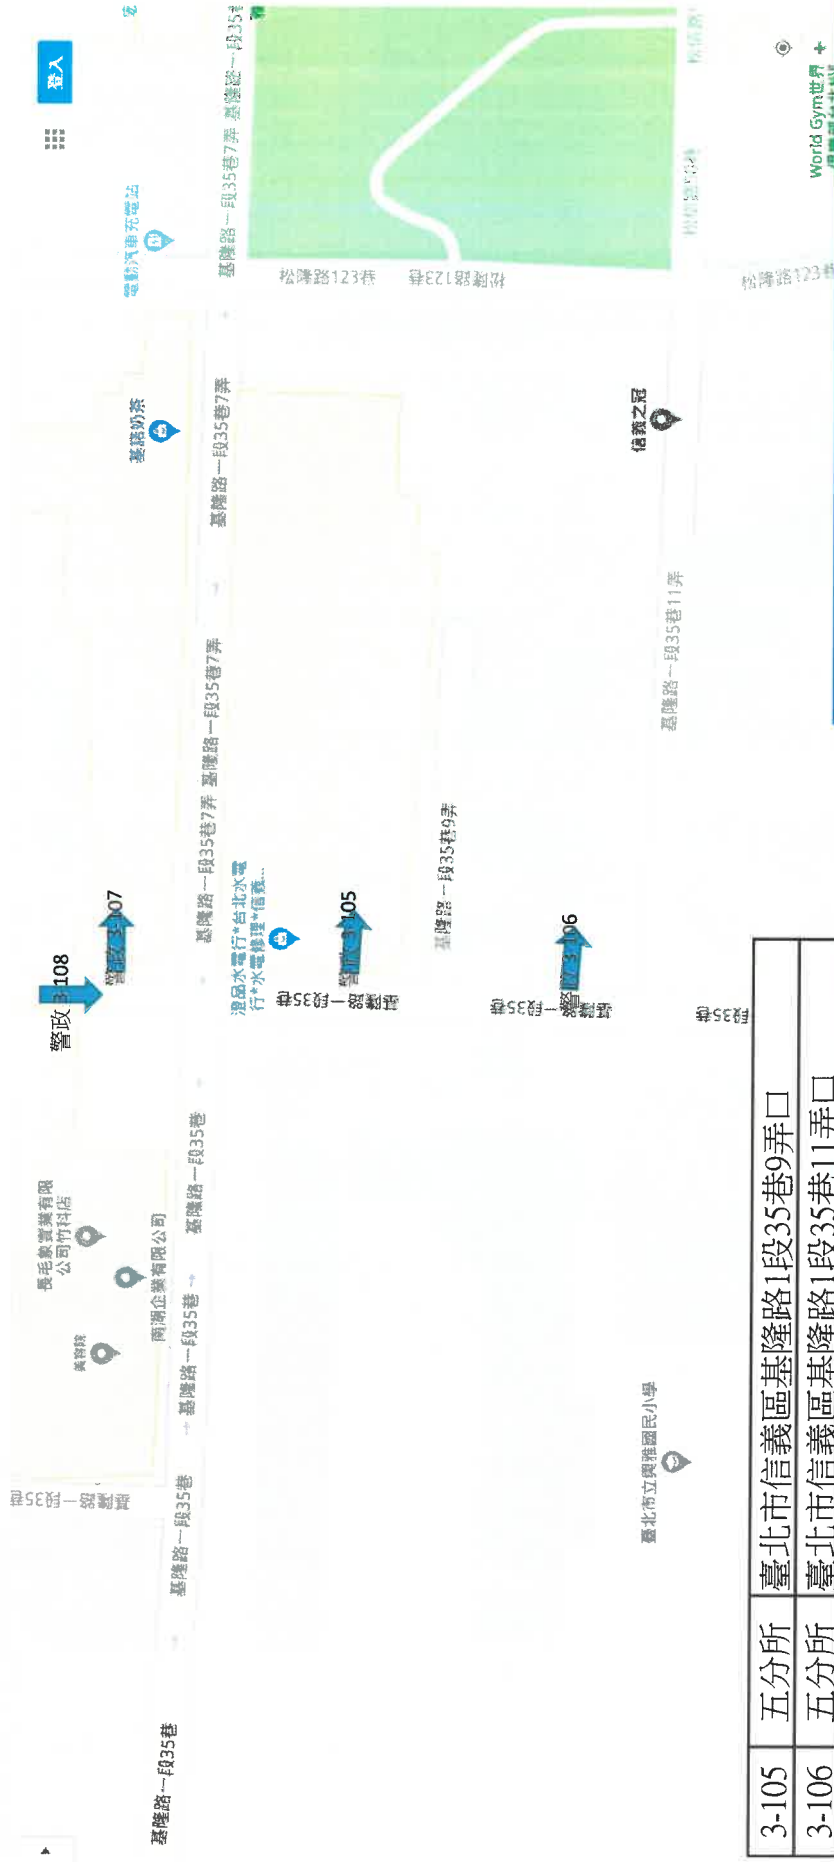 登入
電動汽車充電站
基隆路一段35巷7弄
基隆路一段35巷7弄
基隆路一段35巷7弄
基隆路一段35巷7弄
松隆路123巷
松隆路123巷
松隆路123巷
World Gym世界
基諾奶茶
信義之冠
基隆路一段35巷11弄
基隆路一段35巷9弄
警政 3-108
警政 3-107
行*台北水電
行*水電修理*信義...
警政 3-105
警政 3-106
基隆路一段35巷
基隆路一段35巷
段35巷
長毛象實業有限
公司竹科店
南湖企業有限公司
美容院
基隆路一段35巷
基隆路一段35巷
基隆路一段35巷
基隆路一段35巷
基隆路一段35巷
臺北市立興雅國民小學
3-105 五分所 臺北市信義區基隆路1段35巷9弄口
3-106 五分所 臺北市信義區基隆路1段35巷11弄口